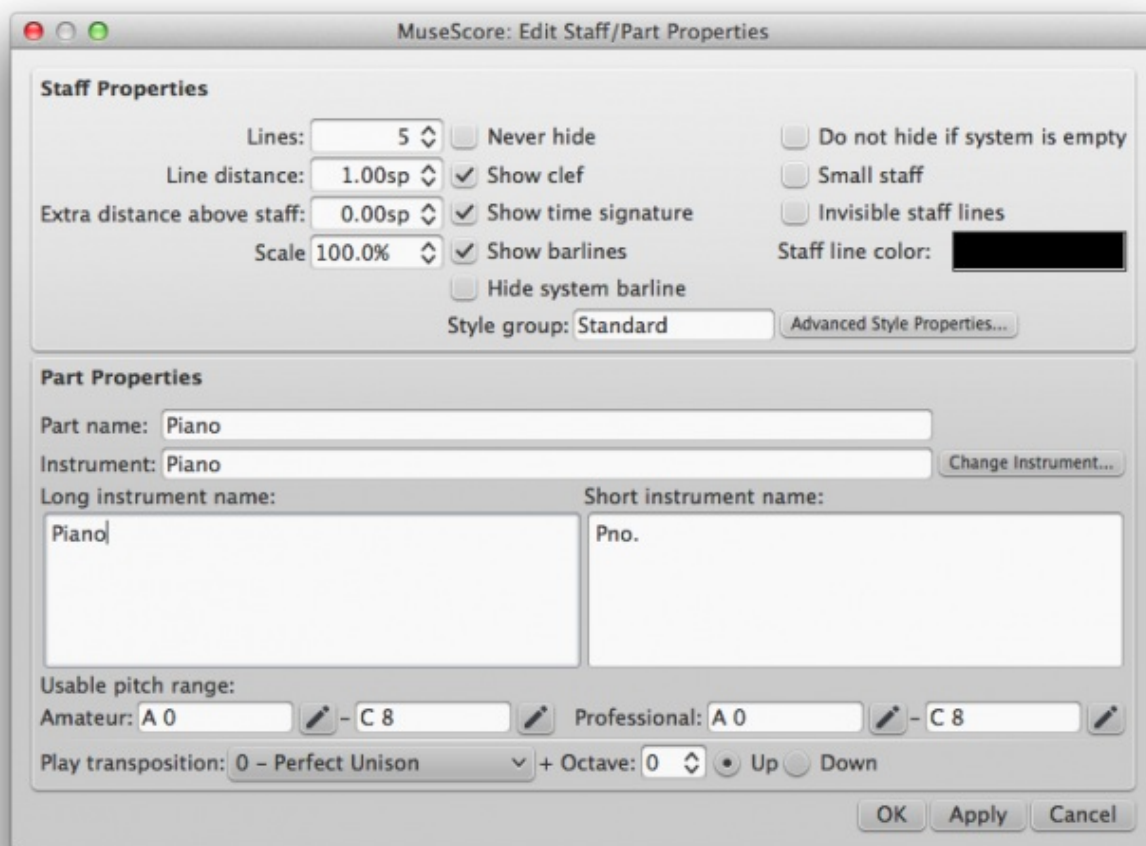 MuseScore: Edit Staff/Part Properties
Staff Properties
Lines: 5 Never hide Do not hide if system is empty
Line distance: 1.00sp Show clef Small staff
Extra distance above staff: 0.00sp Show time signature Invisible staff lines
Scale 100.0% Show barlines Staff line color:
Hide system barline
Style group: Standard Advanced Style Properties...
Part Properties
Part name: Piano
Instrument: Piano Change Instrument...
Long instrument name: Short instrument name:
Piano Pno.
Usable pitch range:
Amateur: A 0 – C 8 Professional: A 0 – C 8
Play transposition: 0 – Perfect Unison + Octave: 0 Up Down
OK Apply Cancel